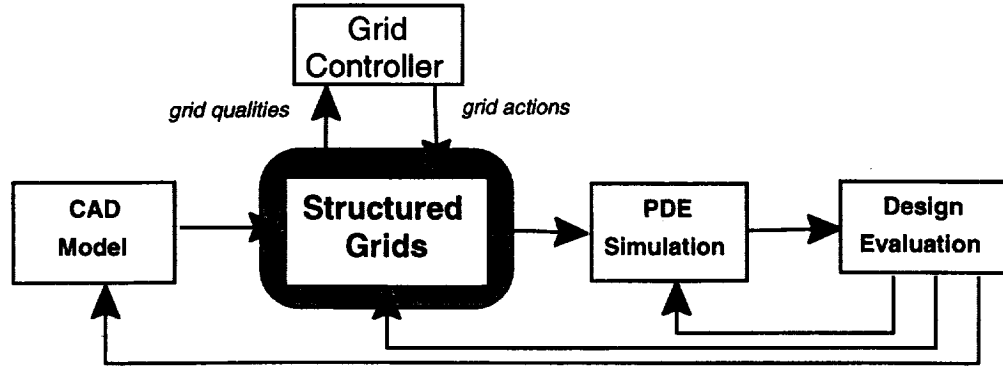 Grid
Controller
grid qualities
grid actions
CAD
Model
Structured
Grids
PDE
Simulation
Design
Evaluation